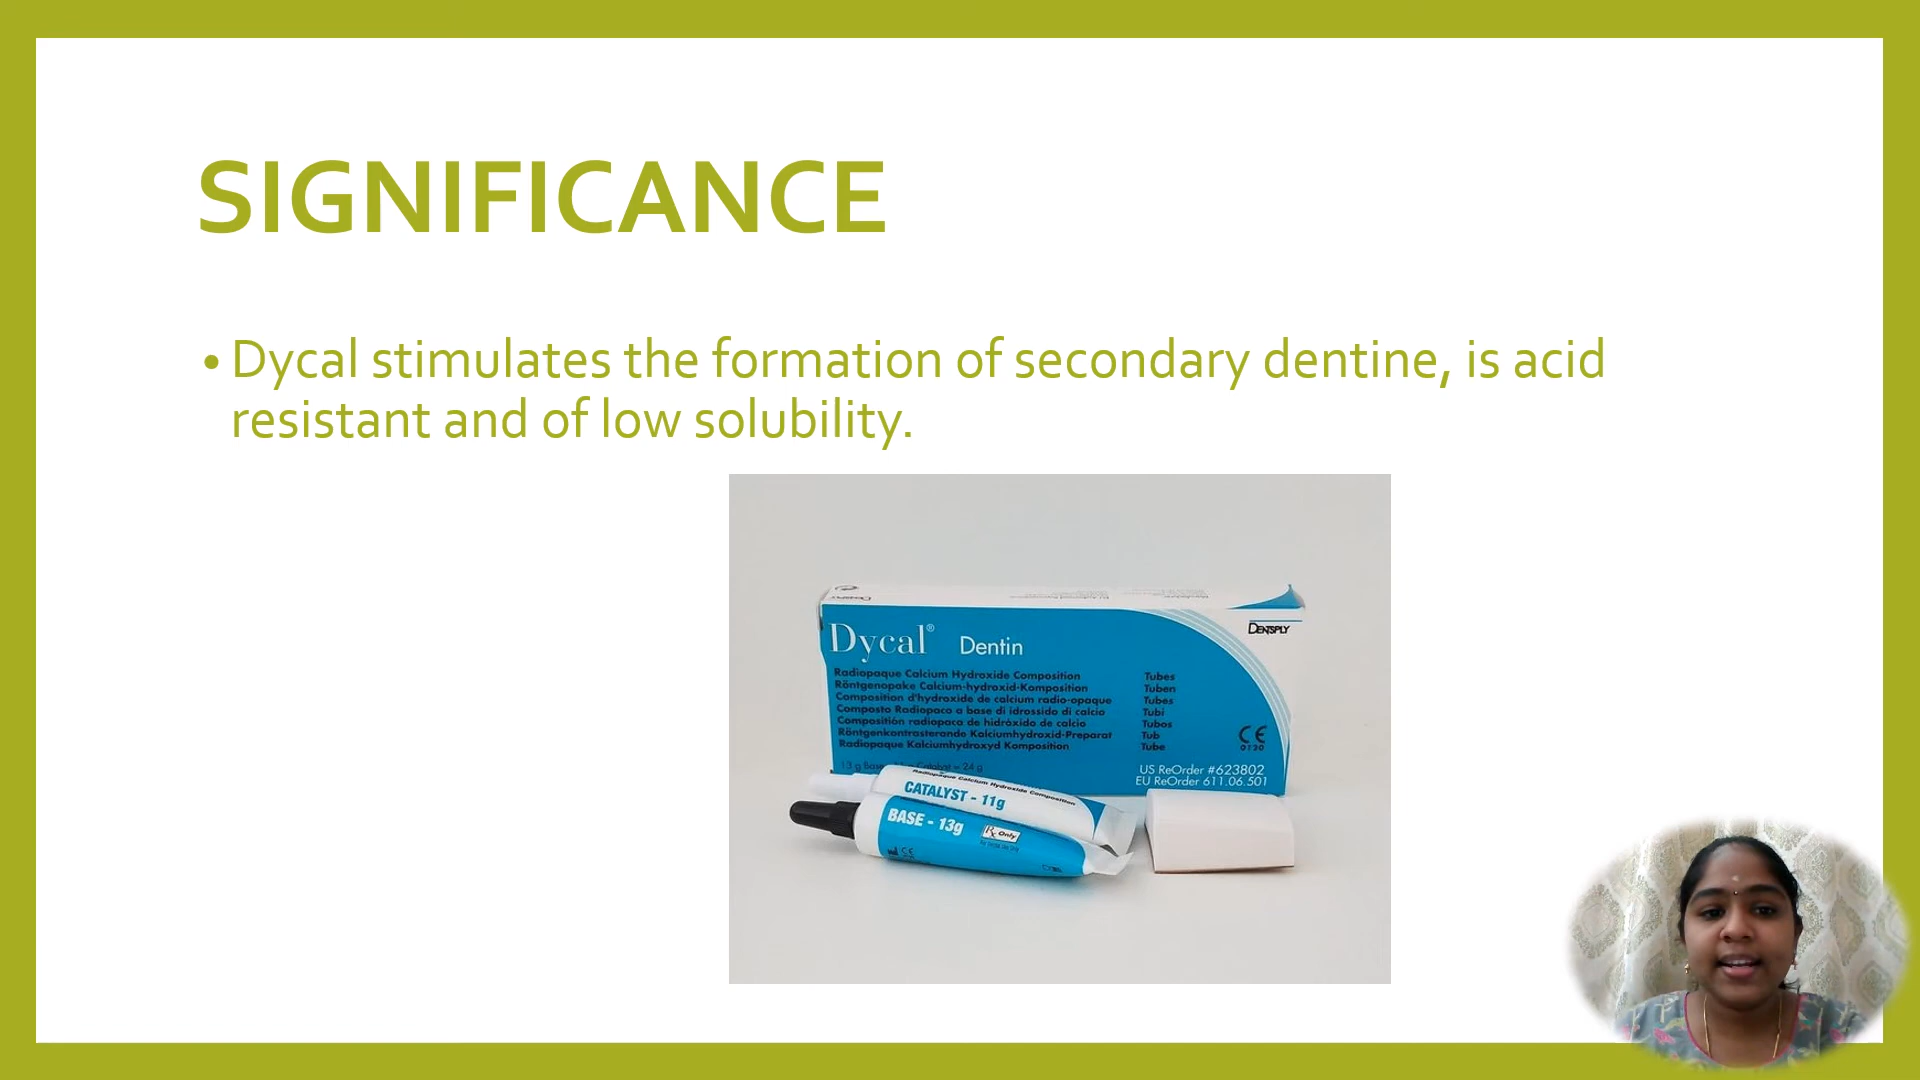 SIGNIFICANCE
• Dycal stimulates the formation of secondary dentine, is acid
resistant and of low solubility.
Dycal® Dentin
DENTSPLY
Radiopaque Calcium Hydroxide Composition Tubes
Röntgenopake Calcium-hydroxid-Komposition Tuben
Composition d'hydroxide de calcium radio-opaque Tubes
Composto Radiopaco a base di idrossido di calcio Tubi
Composition radiopaca de hidróxido de calcio Tubos
Röntgenkontrasterande Kalciumhydroxid-Preparat Tub
Radiopaque Kalciumhydroxyd Komposition Tube
CE
0120
13 g Base Catalyst = 24 g
US ReOrder #623802
EU ReOrder 611.06.501
Radiopaque Calcium Hydroxide Composition
CATALYST - 11g
BASE - 13g
Rx Only
CE